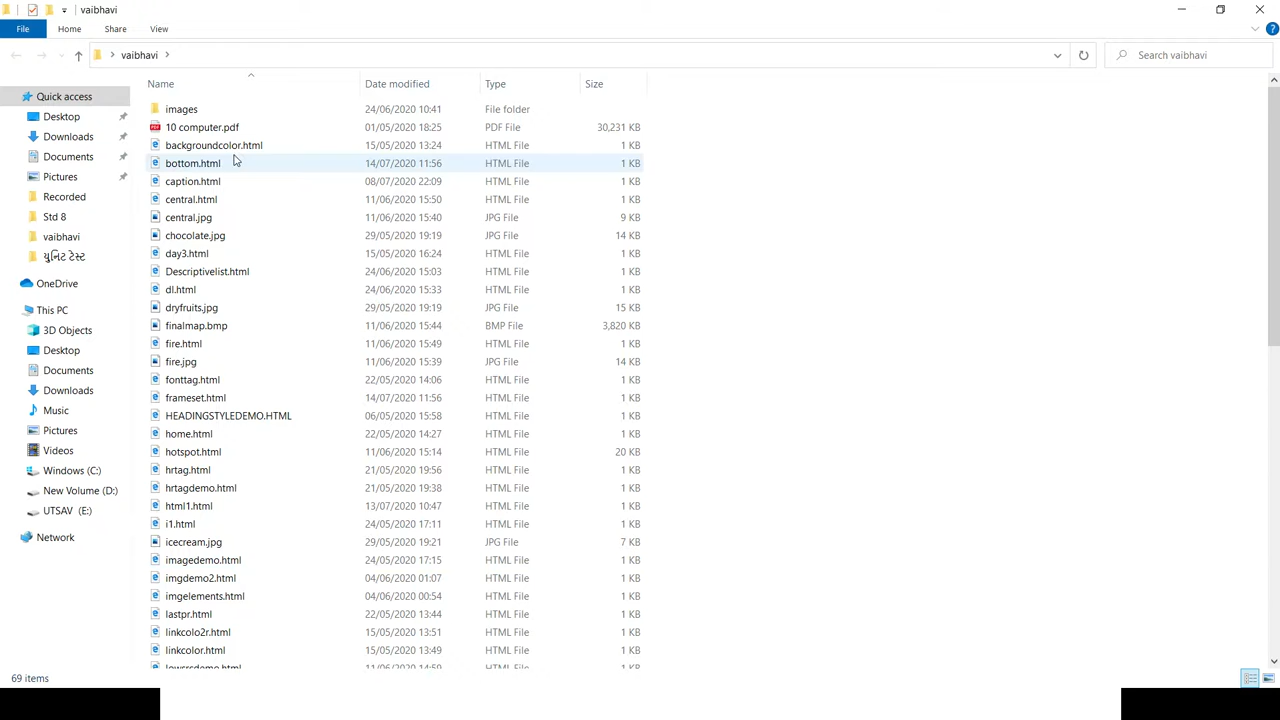 vaibhavi
File Home Share View
vaibhavi
Search vaibhavi
Name Date modified Type Size
Quick access
Desktop
Downloads
Documents
Pictures
Recorded
Std 8
vaibhavi
યુનિટ ટેસ્ટ
OneDrive
This PC
3D Objects
Desktop
Documents
Downloads
Music
Pictures
Videos
Windows (C:)
New Volume (D:)
UTSAV (E:)
Network
images 24/06/2020 10:41 File folder
10 computer.pdf 01/05/2020 18:25 PDF File 30,231 KB
backgroundcolor.html 15/05/2020 13:24 HTML File 1 KB
bottom.html 14/07/2020 11:56 HTML File 1 KB
caption.html 08/07/2020 22:09 HTML File 1 KB
central.html 11/06/2020 15:50 HTML File 1 KB
central.jpg 11/06/2020 15:40 JPG File 9 KB
chocolate.jpg 29/05/2020 19:19 JPG File 14 KB
day3.html 15/05/2020 16:24 HTML File 1 KB
Descriptivelist.html 24/06/2020 15:03 HTML File 1 KB
dl.html 24/06/2020 15:33 HTML File 1 KB
dryfruits.jpg 29/05/2020 19:19 JPG File 15 KB
finalmap.bmp 11/06/2020 15:44 BMP File 3,820 KB
fire.html 11/06/2020 15:49 HTML File 1 KB
fire.jpg 11/06/2020 15:39 JPG File 14 KB
fonttag.html 22/05/2020 14:06 HTML File 1 KB
frameset.html 14/07/2020 11:56 HTML File 1 KB
HEADINGSTYLEDEMO.HTML 06/05/2020 15:58 HTML File 1 KB
home.html 22/05/2020 14:27 HTML File 1 KB
hotspot.html 11/06/2020 15:14 HTML File 20 KB
hrtag.html 21/05/2020 19:56 HTML File 1 KB
hrtagdemo.html 21/05/2020 19:38 HTML File 1 KB
html1.html 13/07/2020 10:47 HTML File 1 KB
i1.html 24/05/2020 17:11 HTML File 1 KB
icecream.jpg 29/05/2020 19:21 JPG File 7 KB
imagedemo.html 24/05/2020 17:15 HTML File 1 KB
imgdemo2.html 04/06/2020 01:07 HTML File 1 KB
imgelements.html 04/06/2020 00:54 HTML File 1 KB
lastpr.html 22/05/2020 13:44 HTML File 1 KB
linkcolo2r.html 15/05/2020 13:51 HTML File 1 KB
linkcolor.html 15/05/2020 13:49 HTML File 1 KB
lowsrsdemo.html 11/06/2020 14:59 HTML File 1 KB
69 items